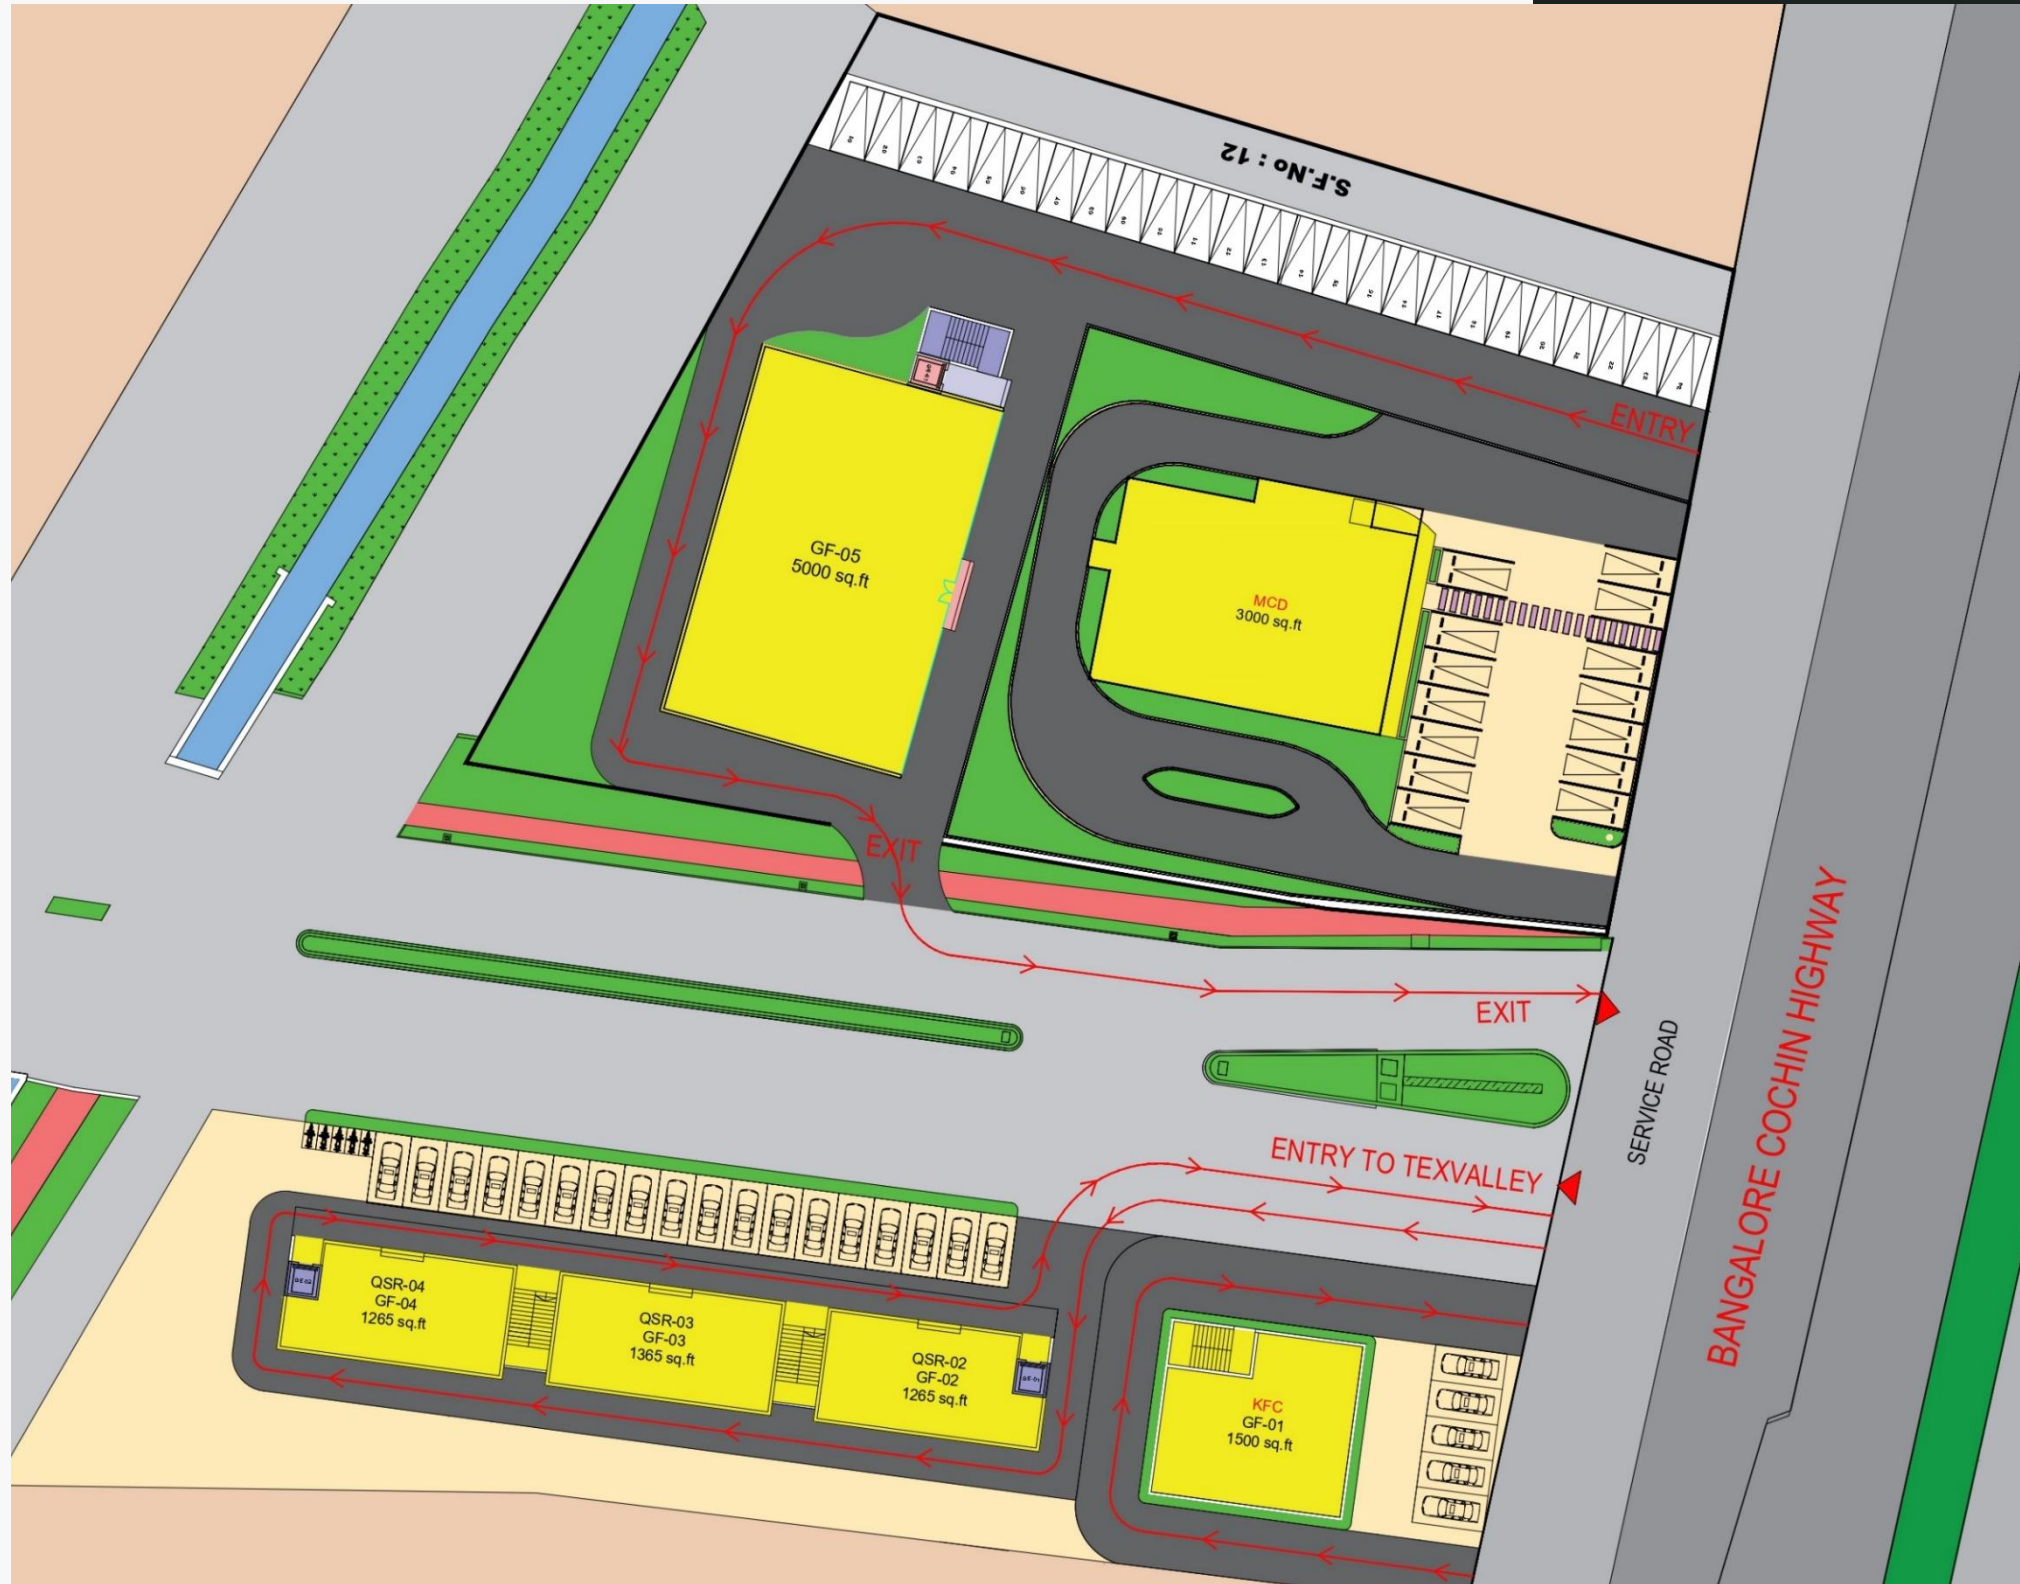 S.F.No : 12
ENTRY
GF-05
5000 sq.ft
MCD
3000 sq.ft
EXIT
EXIT
SERVICE ROAD
BANGALORE COCHIN HIGHWAY
ENTRY TO TEXVALLEY
QSR-04
GF-04
1265 sq.ft
QSR-03
GF-03
1365 sq.ft
QSR-02
GF-02
1265 sq.ft
KFC
GF-01
1500 sq.ft